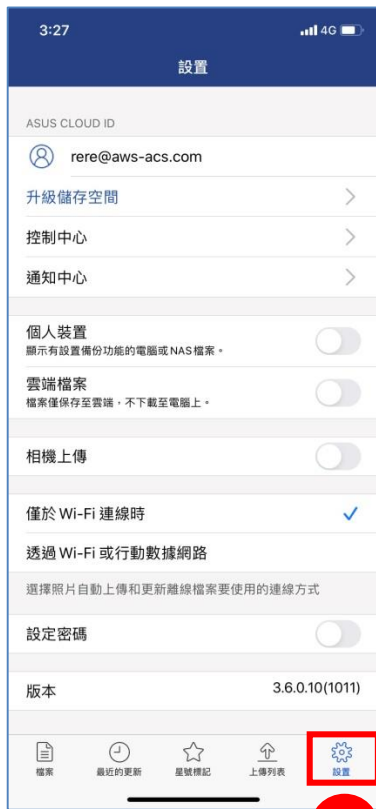 3:27 4G
設置
ASUS CLOUD ID
rere@aws-acs.com
升級儲存空間
控制中心
通知中心
個人裝置
顯示有設置備份功能的電腦或NAS檔案。
雲端檔案
檔案僅保存至雲端，不下載至電腦上。
相機上傳
僅於 Wi-Fi 連線時
透過 Wi-Fi 或行動數據網路
選擇照片自動上傳和更新離線檔案要使用的連線方式
設定密碼
版本 3.6.0.10(1011)
檔案 最近的更新 星號標記 上傳列表 設置